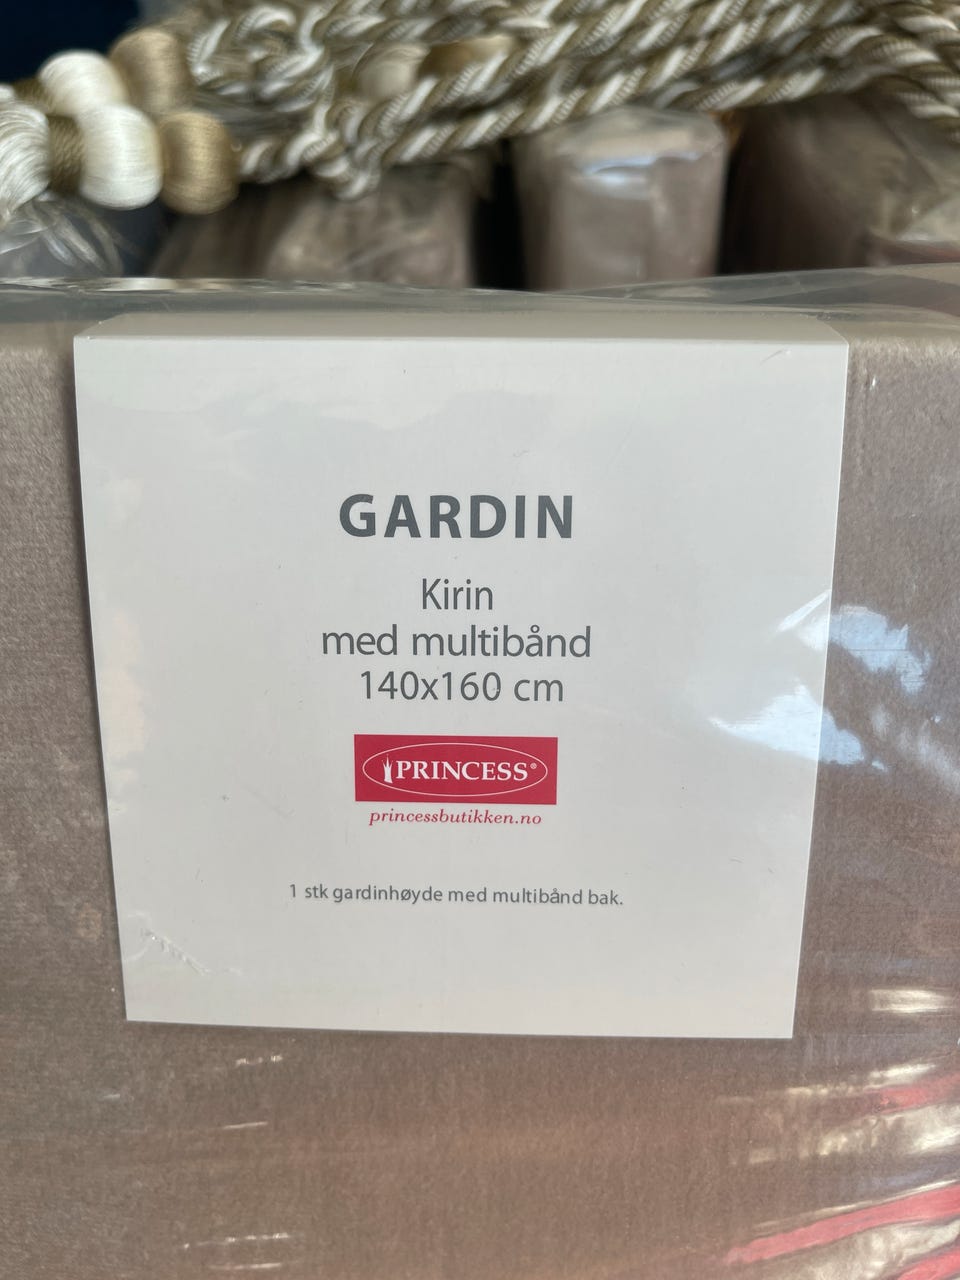 GARDIN
Kirin
med multibånd
140x160 cm
PRINCESS®
princessbutikken.no
1 stk gardinhøyde med multibånd bak.